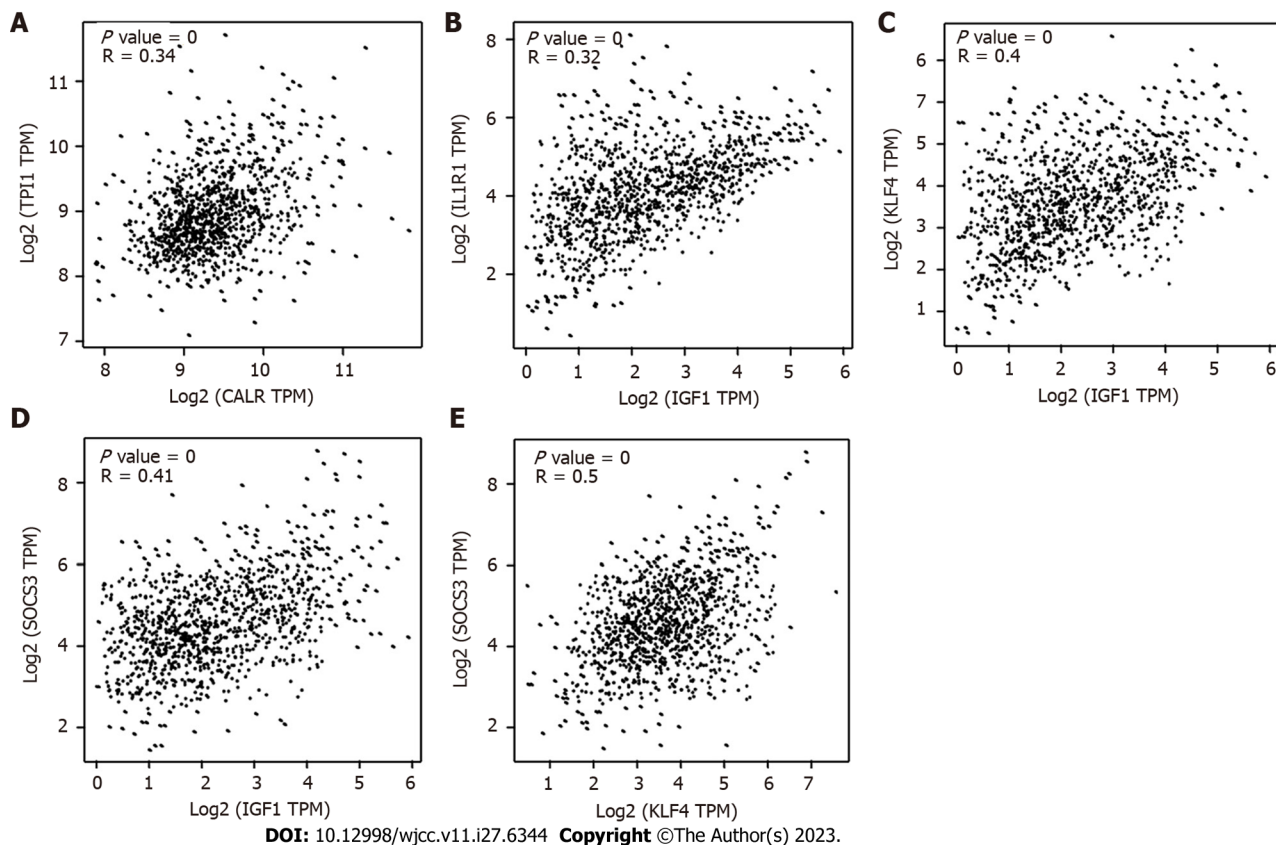 A
P value = 0
R = 0.34
Log2 (TPI1 TPM)
11
10
9
8
7
8 9 10 11
Log2 (CALR TPM)
B
P value = 0
R = 0.32
Log2 (IL1R1 TPM)
8
6
4
2
0 1 2 3 4 5 6
Log2 (IGF1 TPM)
C
P value = 0
R = 0.4
Log2 (KLF4 TPM)
6
7
5
4
3
2
1
0 1 2 3 4 5 6
Log2 (IGF1 TPM)
D
P value = 0
R = 0.41
Log2 (SOCS3 TPM)
8
6
4
2
0 1 2 3 4 5 6
Log2 (IGF1 TPM)
E
P value = 0
R = 0.5
Log2 (SOCS3 TPM)
8
6
4
2
1 2 3 4 5 6 7
Log2 (KLF4 TPM)
DOI: 10.12998/wjcc.v11.i27.6344 Copyright ©The Author(s) 2023.